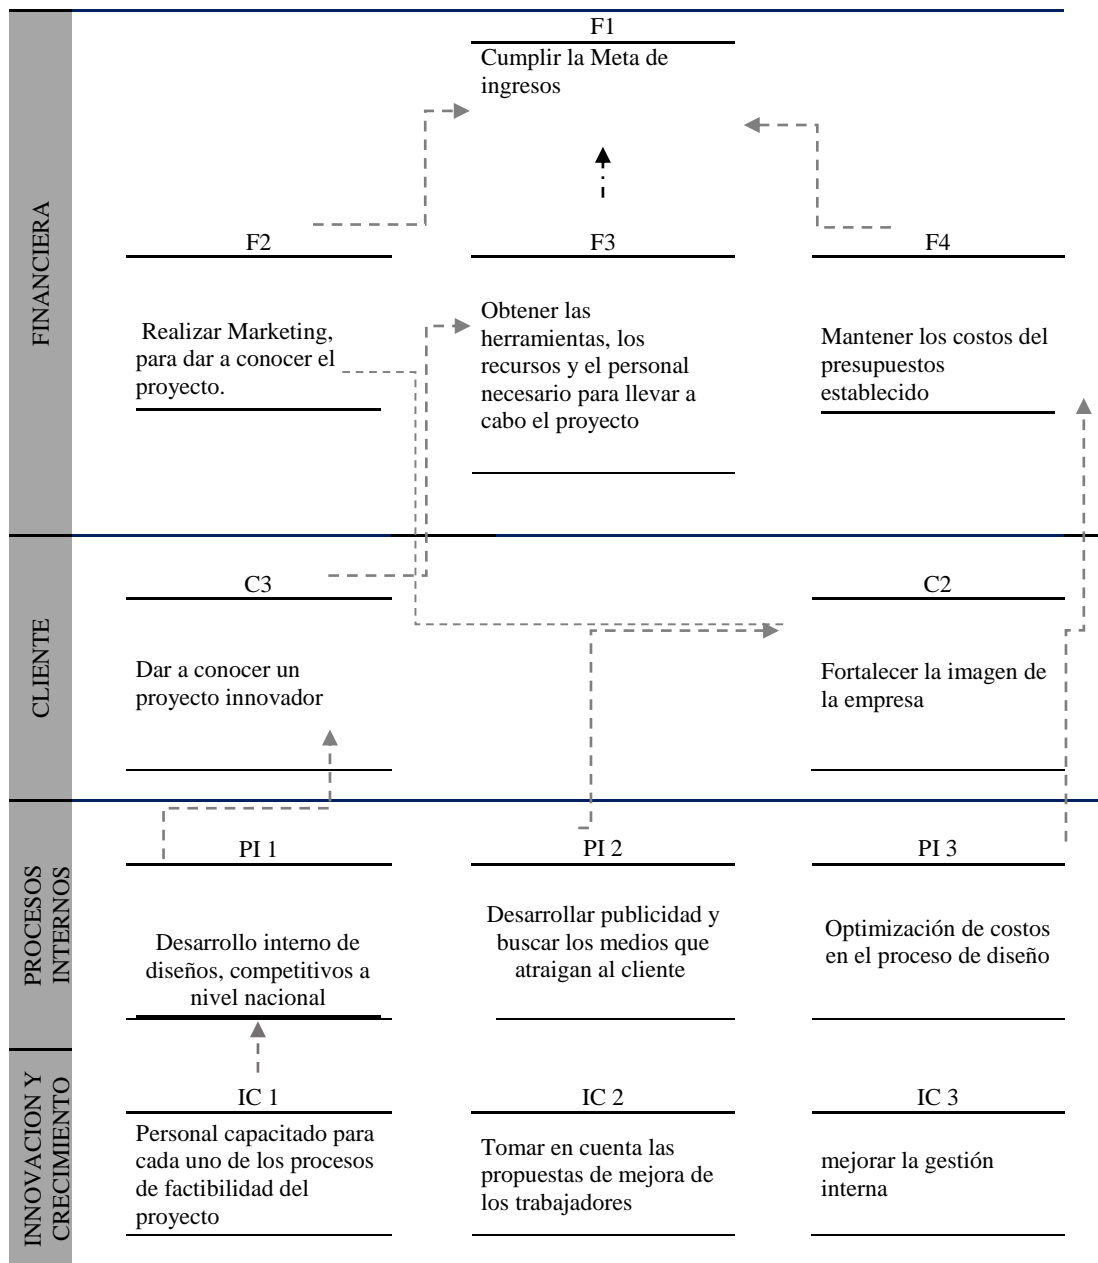 FINANCIERA
F1
Cumplir la Meta de
ingresos
F2
Realizar Marketing,
para dar a conocer el
proyecto.
F3
Obtener las
herramientas, los
recursos y el personal
necesario para llevar a
cabo el proyecto
F4
Mantener los costos del
presupuestos
establecido
CLIENTE
C3
Dar a conocer un
proyecto innovador
C2
Fortalecer la imagen de
la empresa
PROCESOS
INTERNOS
PI 1
Desarrollo interno de
diseños, competitivos a
nivel nacional
PI 2
Desarrollar publicidad y
buscar los medios que
atraigan al cliente
PI 3
Optimización de costos
en el proceso de diseño
INNOVACION Y
CRECIMIENTO
IC 1
Personal capacitado para
cada uno de los procesos
de factibilidad del
proyecto
IC 2
Tomar en cuenta las
propuestas de mejora de
los trabajadores
IC 3
mejorar la gestión
interna